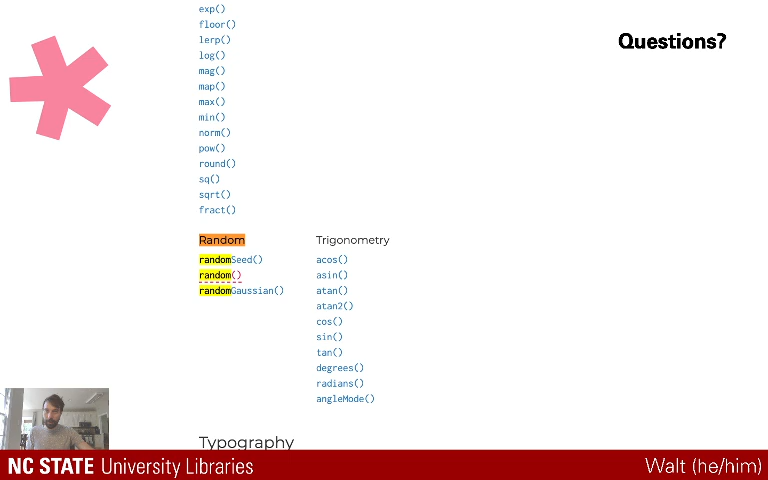 exp()
floor()
lerp()
log()
mag()
map()
max()
min()
norm()
pow()
round()
sq()
sqrt()
fract()
Questions?
Random
randomSeed()
random()
randomGaussian()
Trigonometry
acos()
asin()
atan()
atan2()
cos()
sin()
tan()
degrees()
radians()
angleMode()
Typography
NC STATE University Libraries
Walt (he/him)